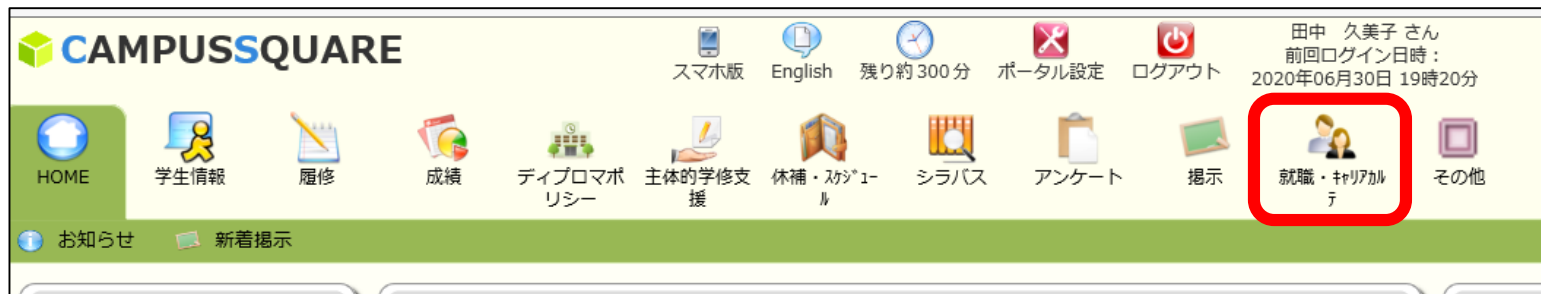 CAMPUSSQUARE
スマホ版
English
残り約300分
ポータル設定
ログアウト
田中 久美子 さん
前回ログイン日時：
2020年06月30日 19時20分
HOME
学生情報
履修
成績
ディプロマポ
リシー
主体的学修支
援
休補・ｽｹｼﾞｭｰ
ﾙ
シラバス
アンケート
掲示
就職・ｷｬﾘｱｶﾙ
ﾃ
その他
お知らせ
新着掲示